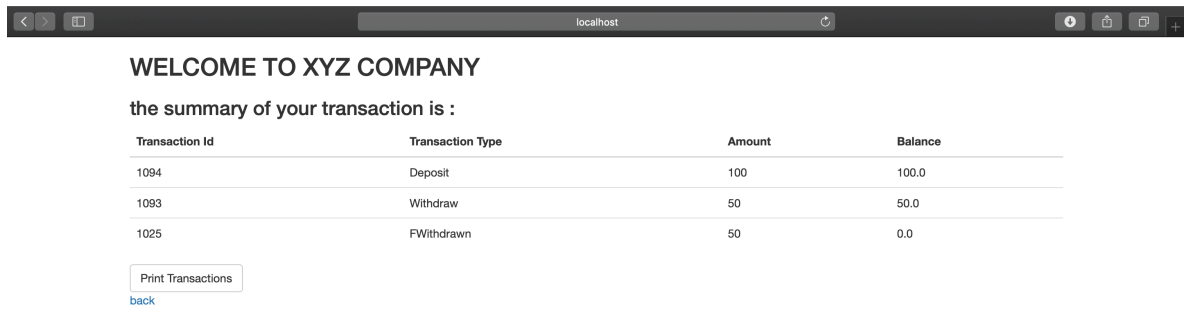 localhost
WELCOME TO XYZ COMPANY
the summary of your transaction is :
Transaction Id Transaction Type Amount Balance
1094 Deposit 100 100.0
1093 Withdraw 50 50.0
1025 FWithdrawn 50 0.0
Print Transactions
back